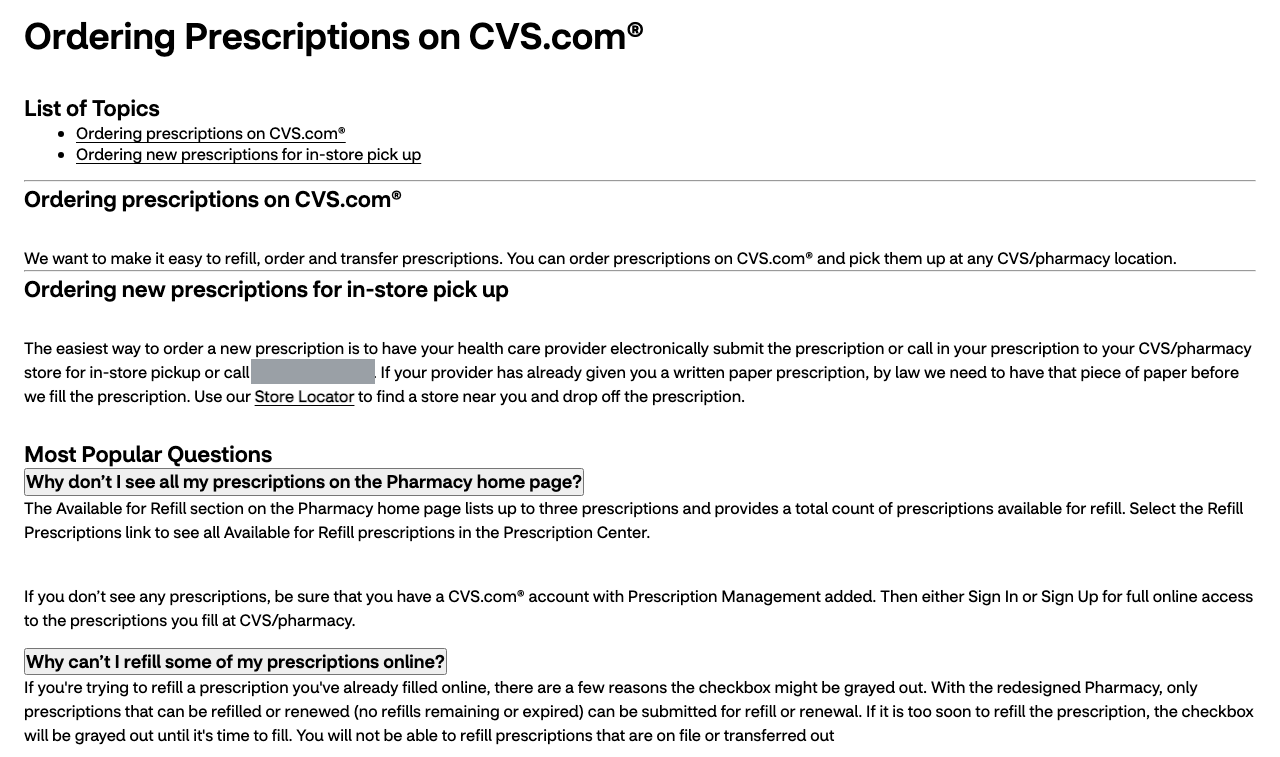 Ordering Prescriptions on CVS.com®
List of Topics
Ordering prescriptions on CVS.com®
Ordering new prescriptions for in-store pick up
Ordering prescriptions on CVS.com®
We want to make it easy to refill, order and transfer prescriptions. You can order prescriptions on CVS.com® and pick them up at any CVS/pharmacy location.
Ordering new prescriptions for in-store pick up
The easiest way to order a new prescription is to have your health care provider electronically submit the prescription or call in your prescription to your CVS/pharmacy
store for in-store pickup or call . If your provider has already given you a written paper prescription, by law we need to have that piece of paper before
we fill the prescription. Use our Store Locator to find a store near you and drop off the prescription.
Most Popular Questions
Why don’t I see all my prescriptions on the Pharmacy home page?
The Available for Refill section on the Pharmacy home page lists up to three prescriptions and provides a total count of prescriptions available for refill. Select the Refill
Prescriptions link to see all Available for Refill prescriptions in the Prescription Center.
If you don’t see any prescriptions, be sure that you have a CVS.com® account with Prescription Management added. Then either Sign In or Sign Up for full online access
to the prescriptions you fill at CVS/pharmacy.
Why can’t I refill some of my prescriptions online?
If you're trying to refill a prescription you've already filled online, there are a few reasons the checkbox might be grayed out. With the redesigned Pharmacy, only
prescriptions that can be refilled or renewed (no refills remaining or expired) can be submitted for refill or renewal. If it is too soon to refill the prescription, the checkbox
will be grayed out until it's time to fill. You will not be able to refill prescriptions that are on file or transferred out